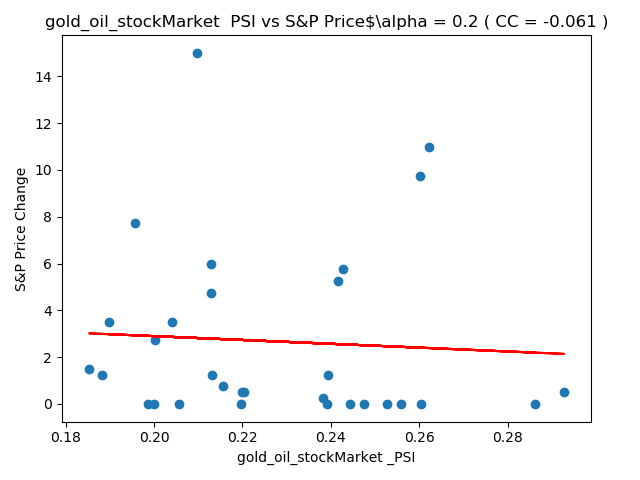 gold_oil_stockMarket  PSI vs S&P Price$\alpha = 0.2 ( CC = -0.061 )
S&P Price Change
14
12
10
8
6
4
2
0
0.18 0.20 0.22 0.24 0.26 0.28
gold_oil_stockMarket _PSI